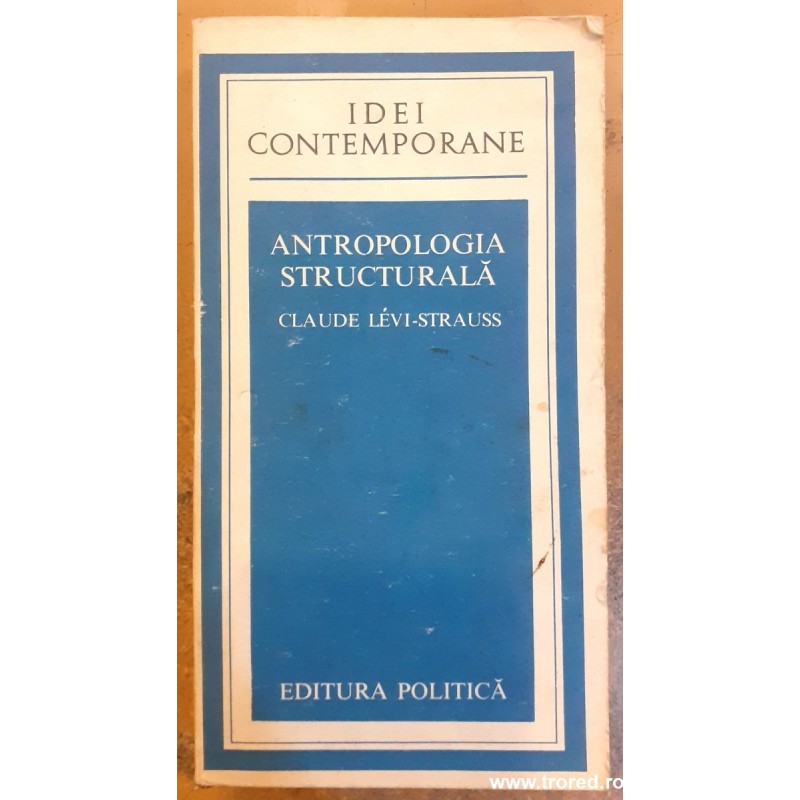 IDEI
CONTEMPORANE
ANTROPOLOGIA
STRUCTURALĂ
CLAUDE LÉVI-STRAUSS
EDITURA POLITICĂ
www.trored.ro